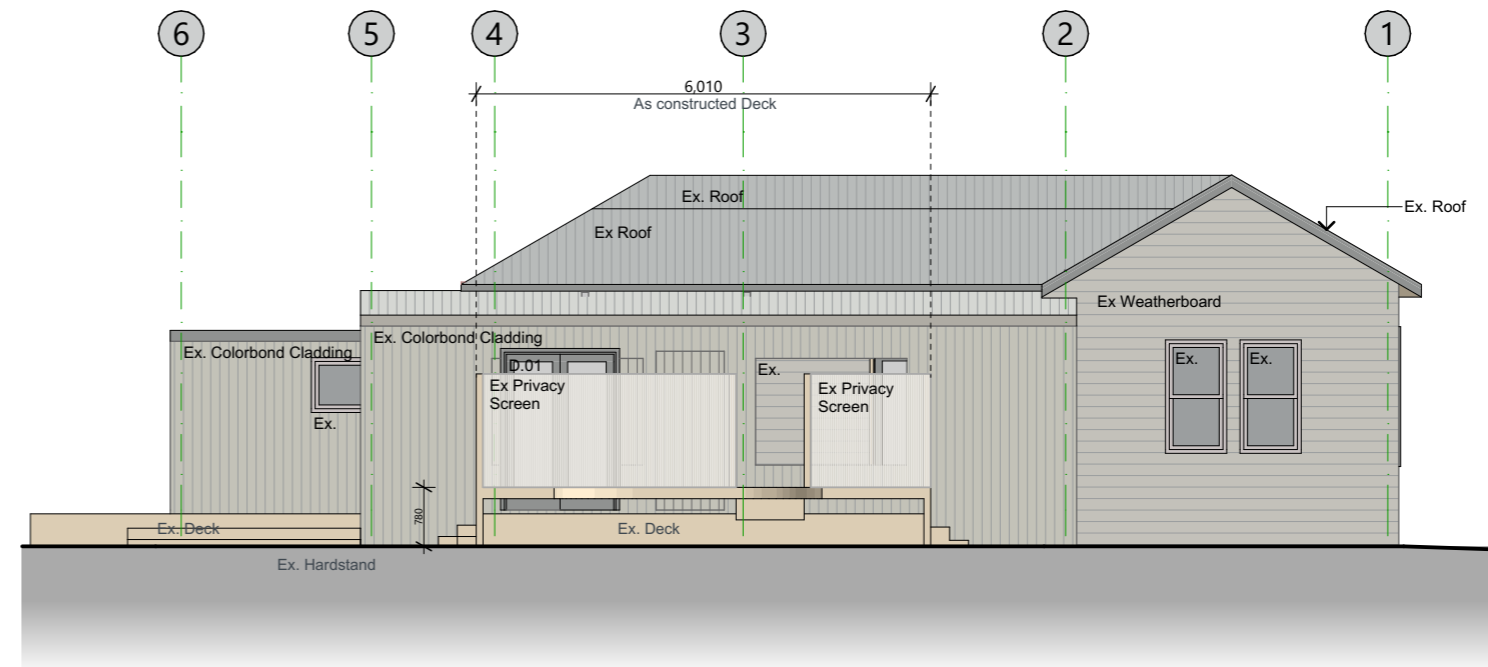 6 5 4 3 2 1
6,010
As constructed Deck
Ex. Roof
Ex. Roof
Ex Roof
Ex Weatherboard
Ex. Colorbond Cladding
Ex. Colorbond Cladding
D.01
Ex Privacy
Screen
Ex.
Ex Privacy
Screen
Ex.
Ex.
Ex.
780
Ex. Deck
Ex. Deck
Ex. Hardstand